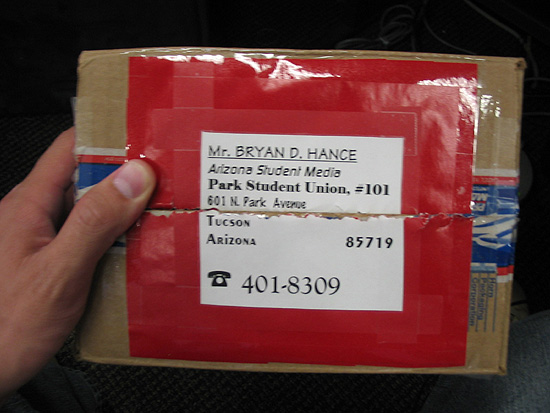 Mr. BRYAN D. HANCE
Arizona Student Media
Park Student Union, #101
601 N. Park Avenue
Tucson
Arizona 85719
☎ 401-8309